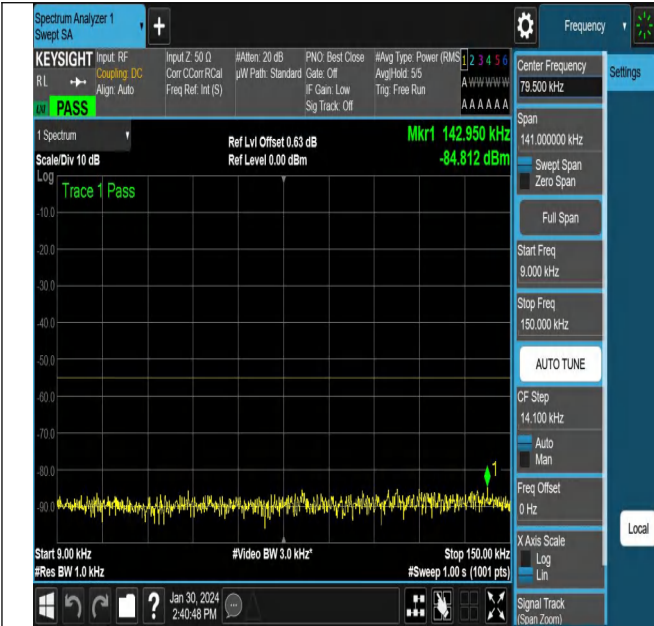 Spectrum Analyzer 1
Swept SA
+
Frequency
KEYSIGHT
RL
PASS
Input: RF
Coupling: DC
Align: Auto
Input Z: 50 Ω
Corr CCorr RCal
Freq Ref: Int (S)
#Atten: 20 dB
µW Path: Standard
PNO: Best Close
Gate: Off
IF Gain: Low
Sig Track: Off
#Avg Type: Power (RMS
Avg|Hold: 5/5
Trig: Free Run
1 2 3 4 5 6
A W W W W W
A A A A A A
1 Spectrum
Scale/Div 10 dB
Ref Lvl Offset 0.63 dB
Ref Level 0.00 dBm
Mkr1 142.950 kHz
-84.812 dBm
Log
Trace 1 Pass
-10.0
-20.0
-30.0
-40.0
-50.0
-60.0
-70.0
-80.0
-90.0
1
Start 9.00 kHz
#Video BW 3.0 kHz*
Stop 150.00 kHz
#Res BW 1.0 kHz
#Sweep 1.00 s (1001 pts)
Center Frequency
79.500 kHz
Settings
Span
141.000000 kHz
Swept Span
Zero Span
Full Span
Start Freq
9.000 kHz
Stop Freq
150.000 kHz
AUTO TUNE
CF Step
14.100 kHz
Auto
Man
Freq Offset
0 Hz
Local
X Axis Scale
Log
Lin
Signal Track
(Span Zoom)
?
Jan 30, 2024
2:40:48 PM